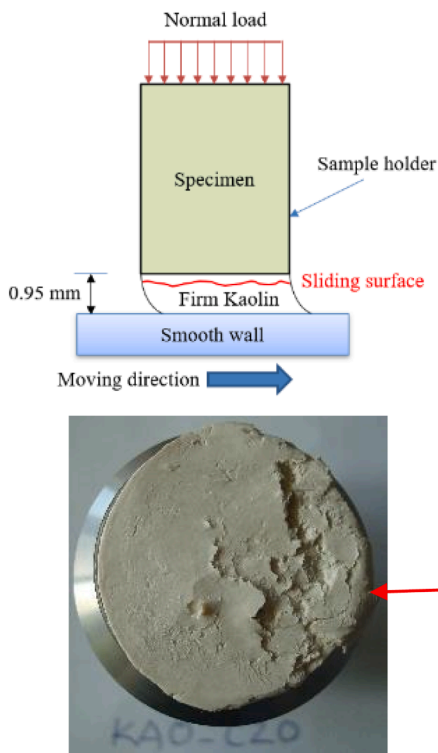 Normal load
Specimen
Sample holder
Sliding surface
0.95 mm
Firm Kaolin
Smooth wall
Moving direction
KAO-C20